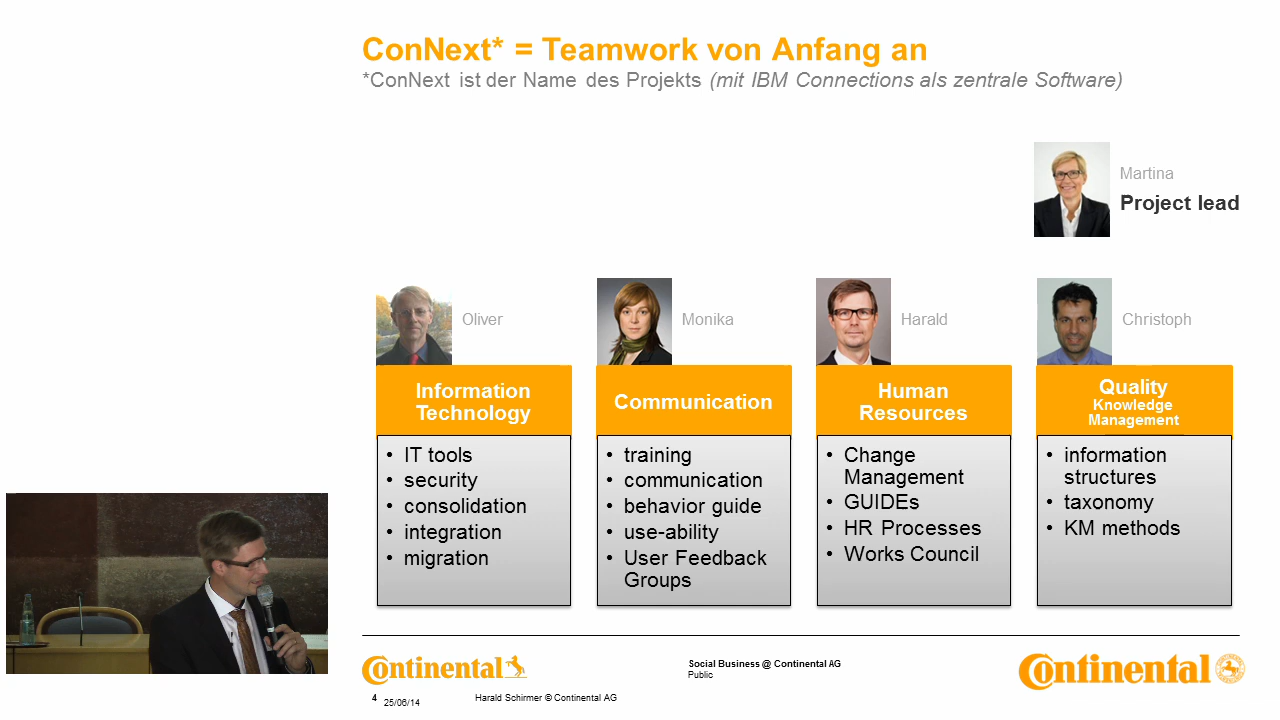 ConNext* = Teamwork von Anfang an
*ConNext ist der Name des Projekts (mit IBM Connections als zentrale Software)
Martina
Project lead
Oliver
Monika
Harald
Christoph
Information
Technology
• IT tools
• security
• consolidation
• integration
• migration
Communication
• training
• communication
• behavior guide
• use-ability
• User Feedback
Groups
Human
Resources
• Change
Management
• GUIDEs
• HR Processes
• Works Council
Quality
Knowledge
Management
• information
structures
• taxonomy
• KM methods
Continental
Social Business @ Continental AG
Public
Continental
4
25/06/14
Harald Schirmer © Continental AG